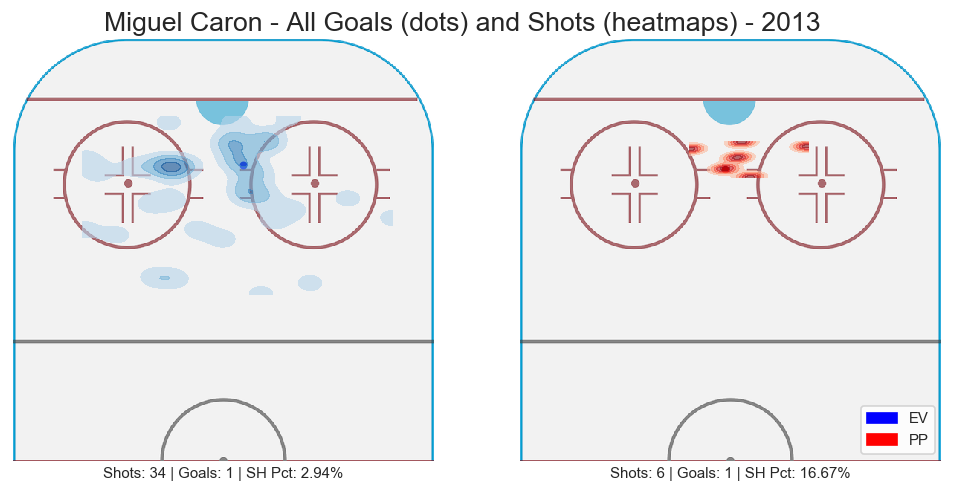 Miguel Caron - All Goals (dots) and Shots (heatmaps) - 2013
EV
PP
Shots: 34 | Goals: 1 | SH Pct: 2.94%
Shots: 6 | Goals: 1 | SH Pct: 16.67%